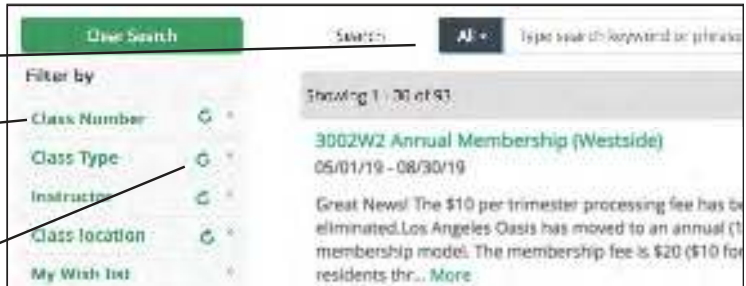 Clear Search
Filter by
Class Number
Class Type
Instructor
Class location
My Wish list
Search
All
Type search keyword or phrase
Showing 1 - 30 of 93
3002W2 Annual Membership (Westside)
05/01/19 - 08/30/19
Great News! The $10 per trimester processing fee has be
eliminated.Los Angeles Oasis has moved to an annual (1
membership model. The membership fee is $20 ($10 for
residents thr... More